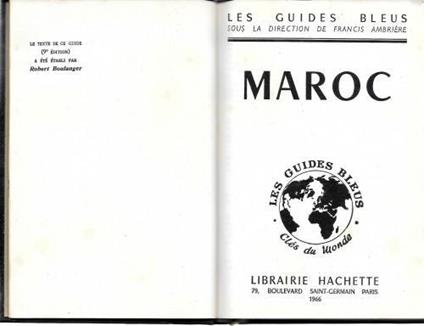 LE TEXTE DE CE GUIDE
(9e ÉDITION)
A ÉTÉ ÉTABLI PAR
Robert Boulanger
LES GUIDES BLEUS
SOUS LA DIRECTION DE FRANCIS AMBRIÈRE
MAROC
LES GUIDES BLEUS
Clés du Monde
LIBRAIRIE HACHETTE
79, BOULEVARD SAINT-GERMAIN PARIS
1966